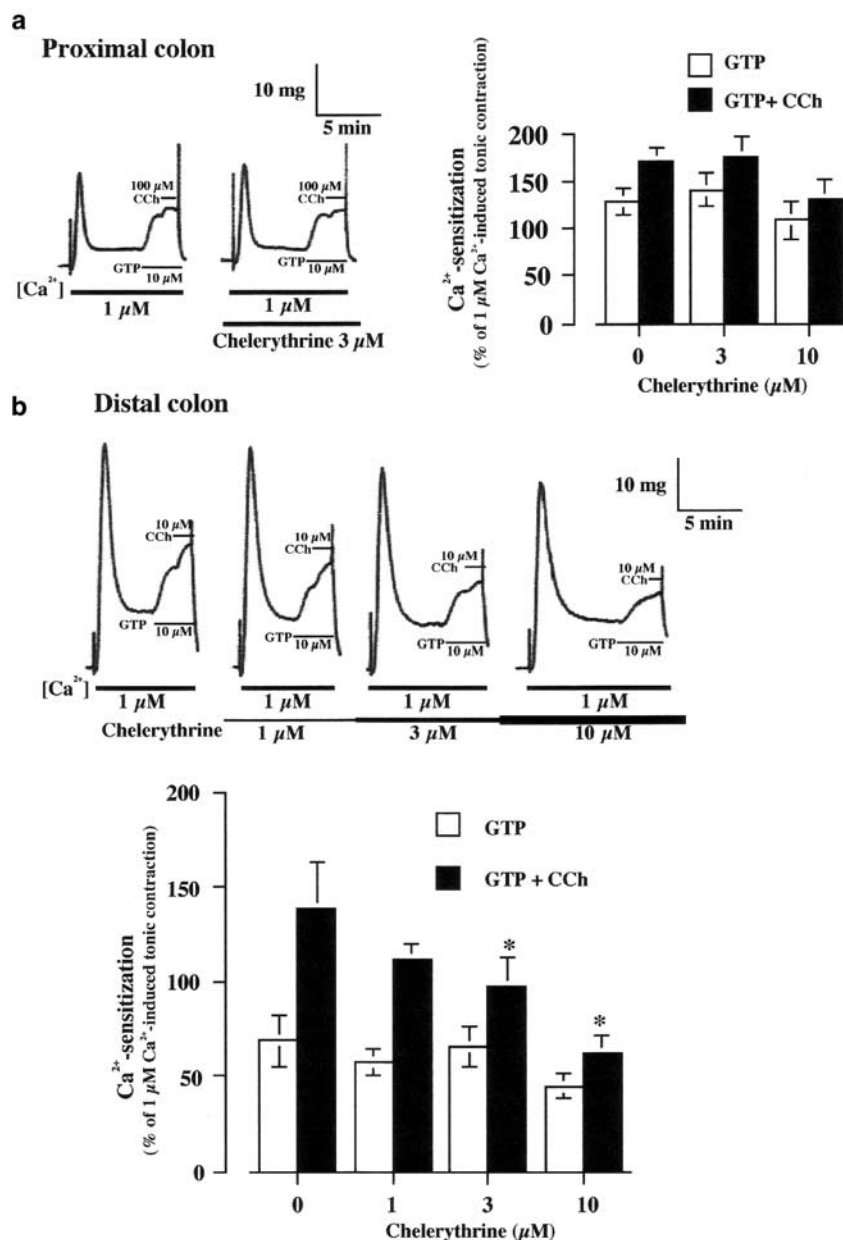 a
Proximal colon
10 mg
5 min
100 µM
CCh
GTP
10 µM
100 µM
CCh
GTP
10 µM
[Ca²⁺]
1 µM
1 µM
Chelerythrine 3 µM
GTP
GTP+ CCh
Ca²⁺-sensitization
(% of 1 µM Ca²⁺-induced tonic contraction)
200
150
100
50
0
0 3 10
Chelerythrine (µM)
b
Distal colon
10 mg
5 min
10 µM
CCh
GTP
10 µM
10 µM
CCh
GTP
10 µM
10 µM
CCh
GTP
10 µM
10 µM
CCh
GTP
10 µM
[Ca²⁺]
1 µM 1 µM 1 µM 1 µM
Chelerythrine 1 µM 3 µM 10 µM
GTP
GTP + CCh
Ca²⁺-sensitization
(% of 1 µM Ca²⁺-induced tonic contraction)
200
150
100
50
0
*
*
0 1 3 10
Chelerythrine (µM)